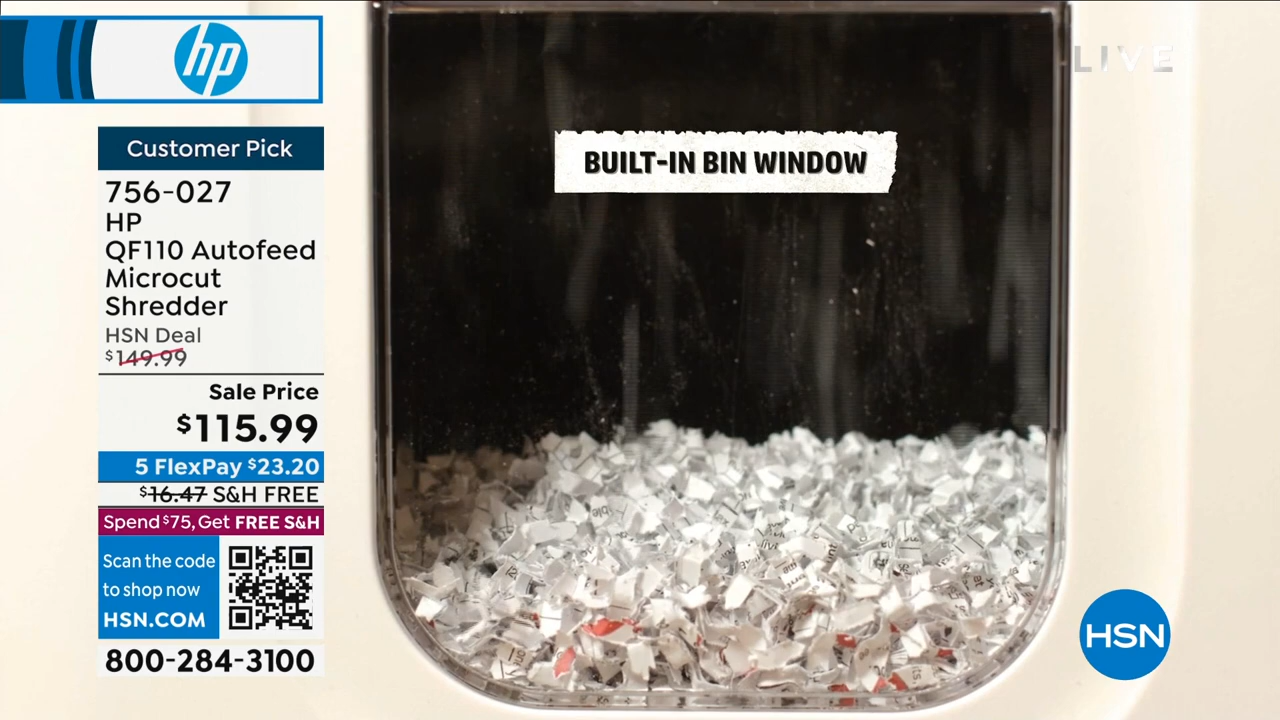 hp
LIVE
Customer Pick
756-027
HP
QF110 Autofeed
Microcut
Shredder
HSN Deal
$149.99
Sale Price
$115.99
5 FlexPay $23.20
$16.47 S&H FREE
Spend $75, Get FREE S&H
Scan the code
to shop now
HSN.COM
800-284-3100
BUILT-IN BIN WINDOW
HSN